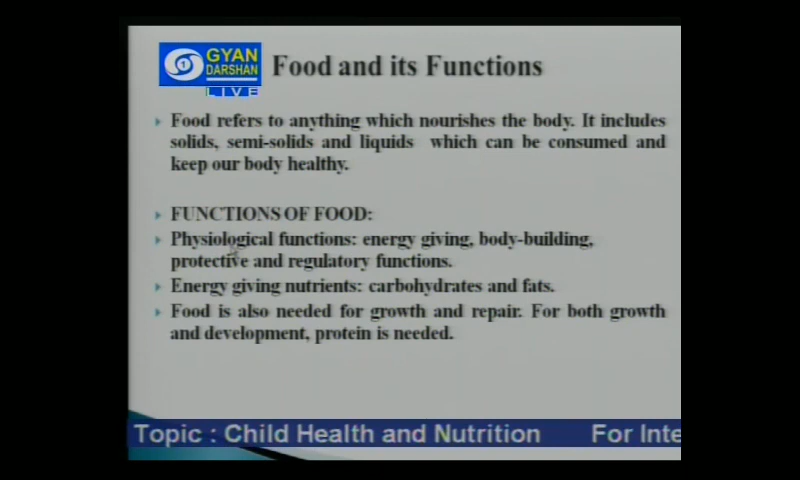 GYAN
DARSHAN
LIVE
Food and its Functions
Food refers to anything which nourishes the body. It includes
solids, semi-solids and liquids which can be consumed and
keep our body healthy.
FUNCTIONS OF FOOD:
Physiological functions: energy giving, body-building,
protective and regulatory functions.
Energy giving nutrients: carbohydrates and fats.
Food is also needed for growth and repair. For both growth
and development, protein is needed.
Topic : Child Health and Nutrition For Inte